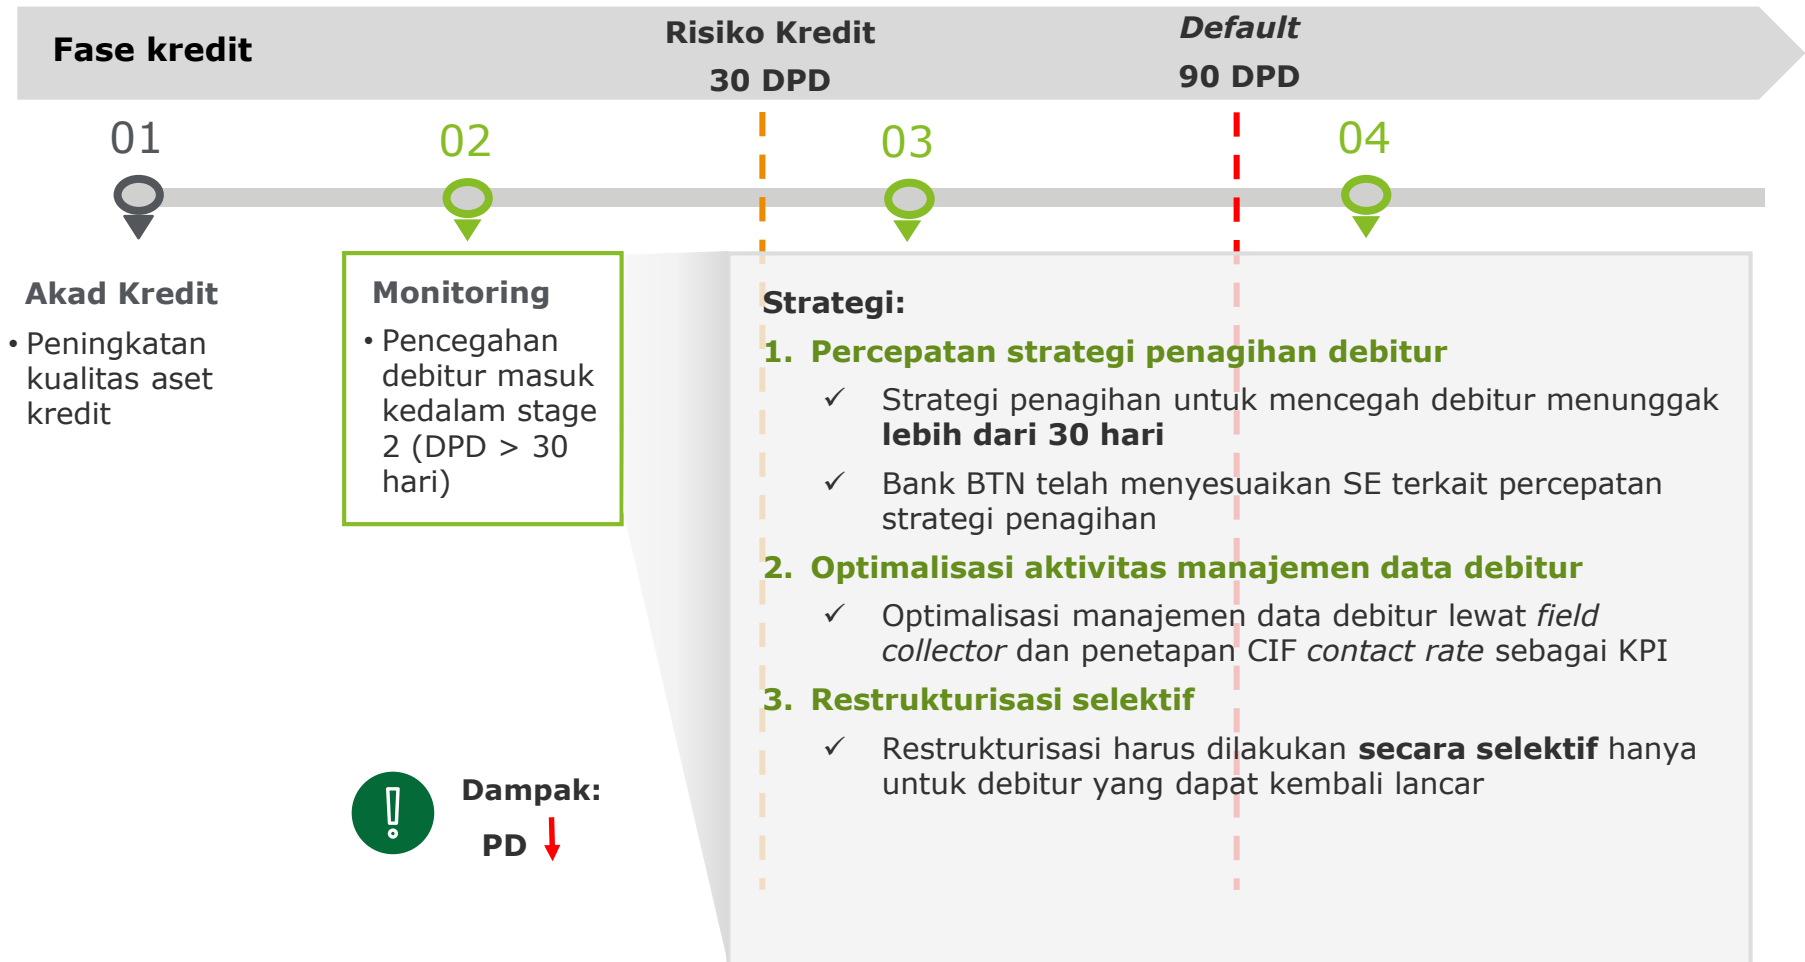 Fase kredit
Risiko Kredit
30 DPD
Default
90 DPD
01
02
03
04
Akad Kredit
• Peningkatan
kualitas aset
kredit
Monitoring
• Pencegahan
debitur masuk
kedalam stage
2 (DPD > 30
hari)
Dampak:
PD
Strategi:
1. Percepatan strategi penagihan debitur
✓ Strategi penagihan untuk mencegah debitur menunggak
lebih dari 30 hari
✓ Bank BTN telah menyesuaikan SE terkait percepatan
strategi penagihan
2. Optimalisasi aktivitas manajemen data debitur
✓ Optimalisasi manajemen data debitur lewat field
collector dan penetapan CIF contact rate sebagai KPI
3. Restrukturisasi selektif
✓ Restrukturisasi harus dilakukan secara selektif hanya
untuk debitur yang dapat kembali lancar